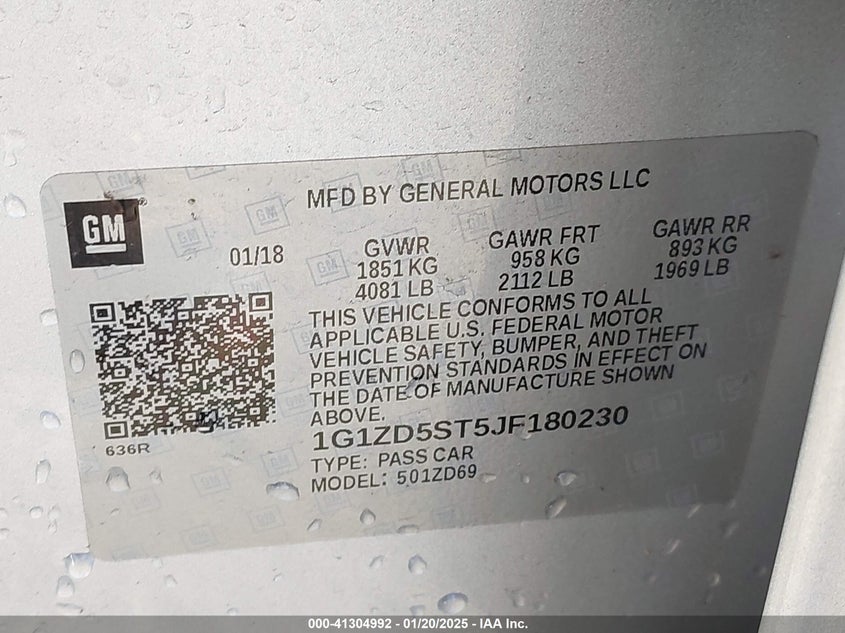 MFD BY GENERAL MOTORS LLC
GM
01/18
GVWR
1851 KG
4081 LB
GAWR FRT
958 KG
2112 LB
GAWR RR
893 KG
1969 LB
THIS VEHICLE CONFORMS TO ALL
APPLICABLE U.S. FEDERAL MOTOR
VEHICLE SAFETY, BUMPER, AND THEFT
PREVENTION STANDARDS IN EFFECT ON
THE DATE OF MANUFACTURE SHOWN
ABOVE.
1G1ZD5ST5JF180230
636R
TYPE: PASS CAR
MODEL: 501ZD69
000-41304992 - 01/20/2025 - IAA Inc.